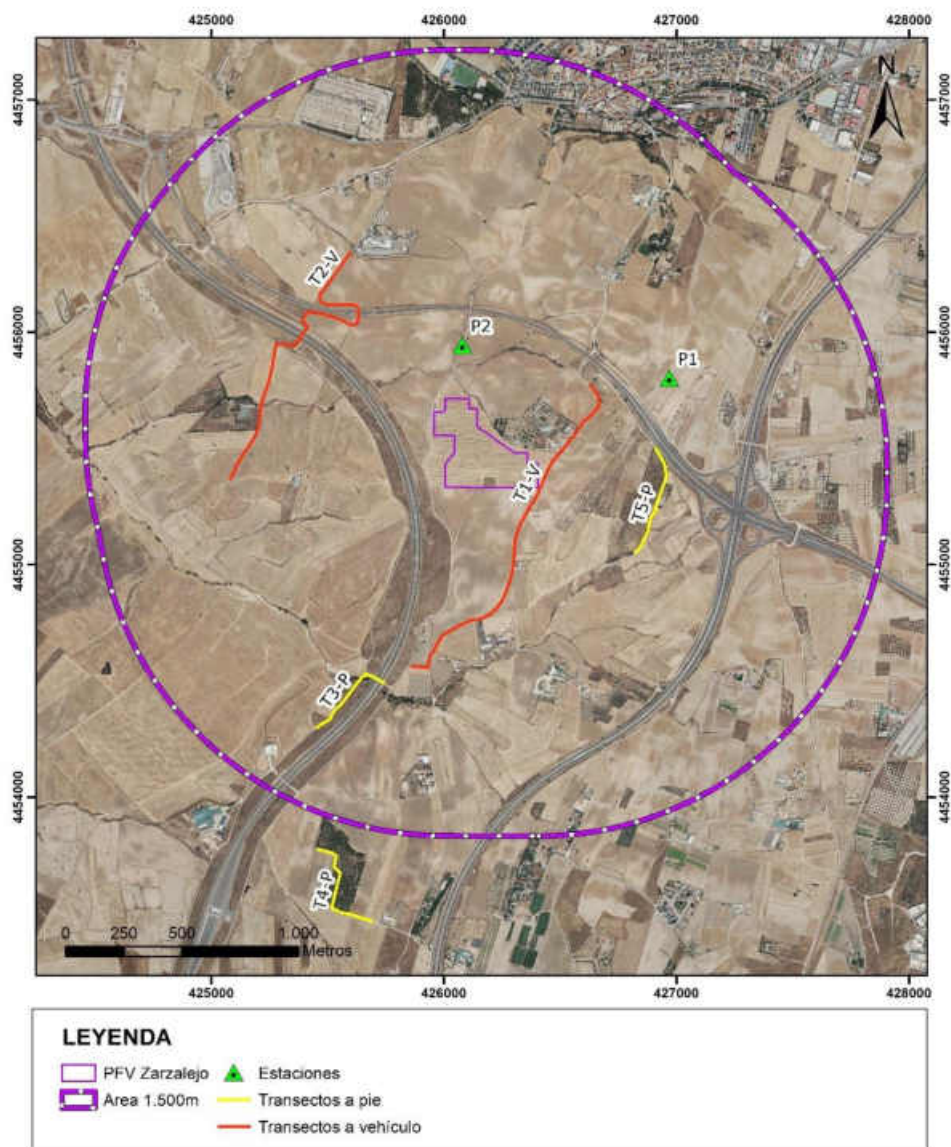 425000 426000 427000 428000
N
4457000 4457000
T2-V
4456000 P2 4456000
P1
T1-V
T5-P
4455000 4455000
T3-P
4454000 4454000
T4-P
0 250 500 1.000
Metros
425000 426000 427000 428000
LEYENDA
PFV Zarzalejo Estaciones
Area 1.500m Transectos a pie
Transectos a vehículo